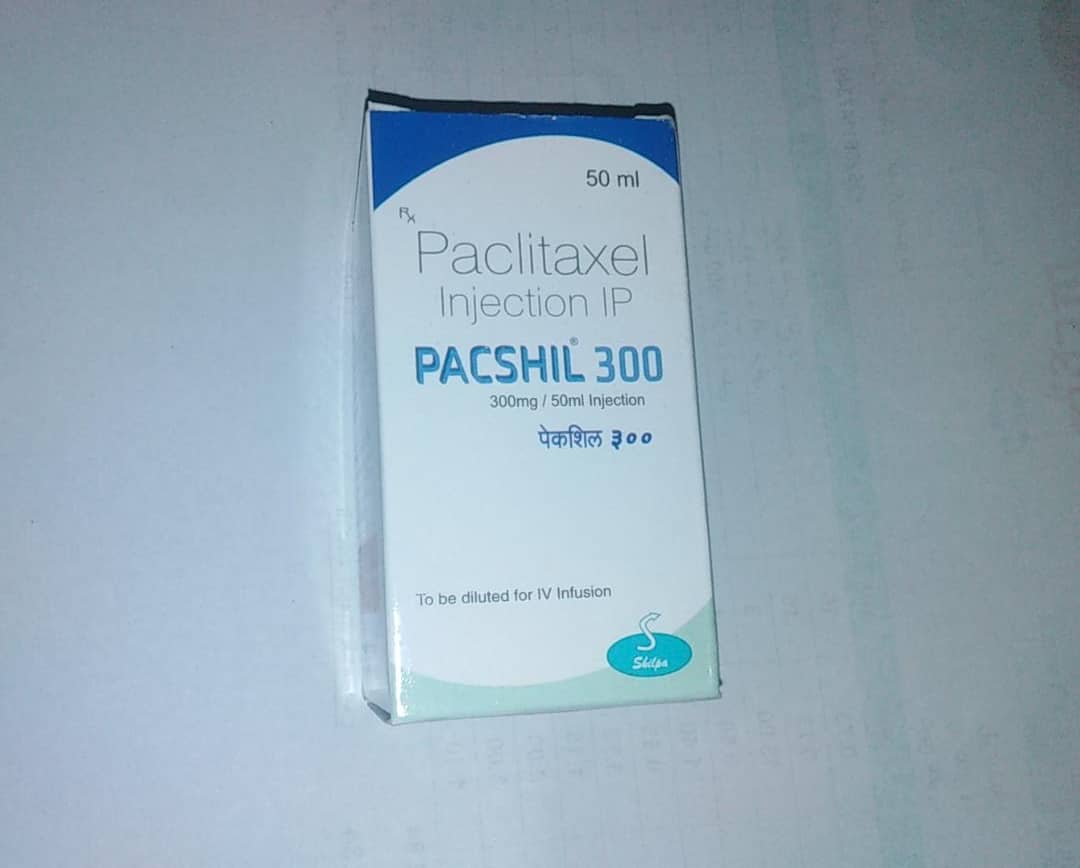 50 ml
Rx
Paclitaxel
Injection IP
PACSHIL® 300
300mg / 50ml Injection
पेकशिल ३००
To be diluted for IV Infusion
Shilpa